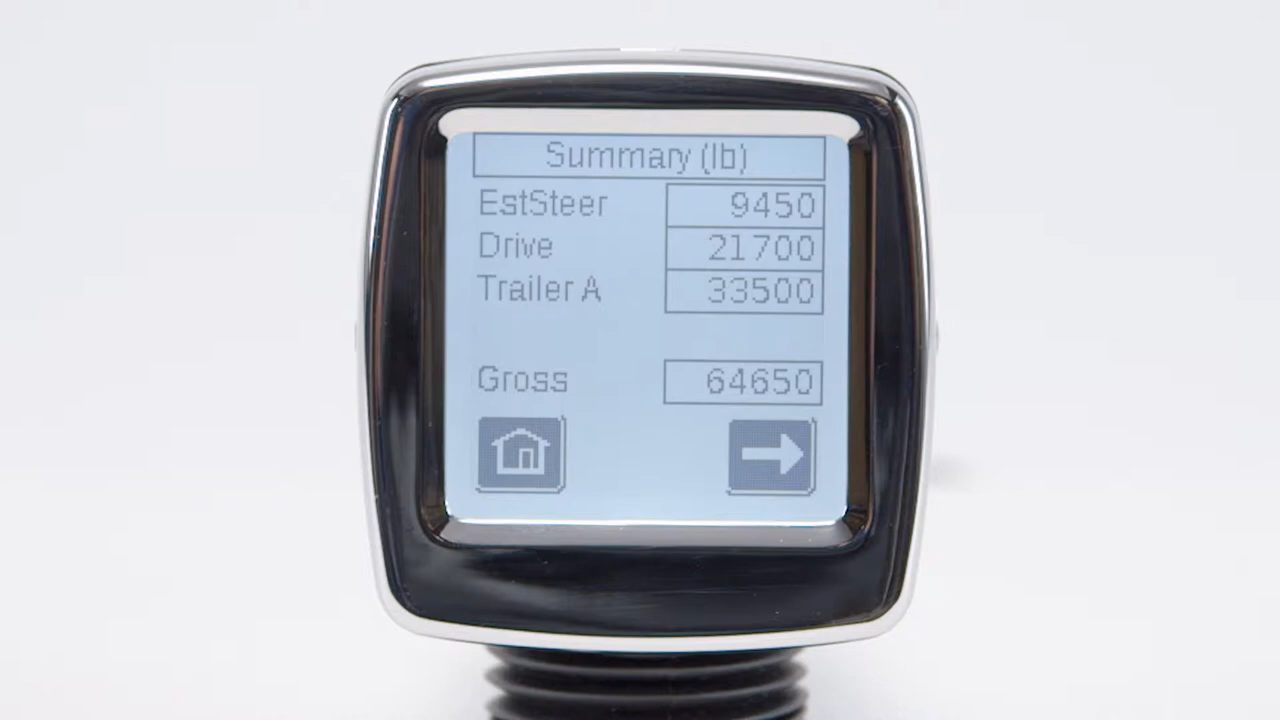 Summary (lb)
EstSteer 9450
Drive 21700
Trailer A 33500
Gross 64650